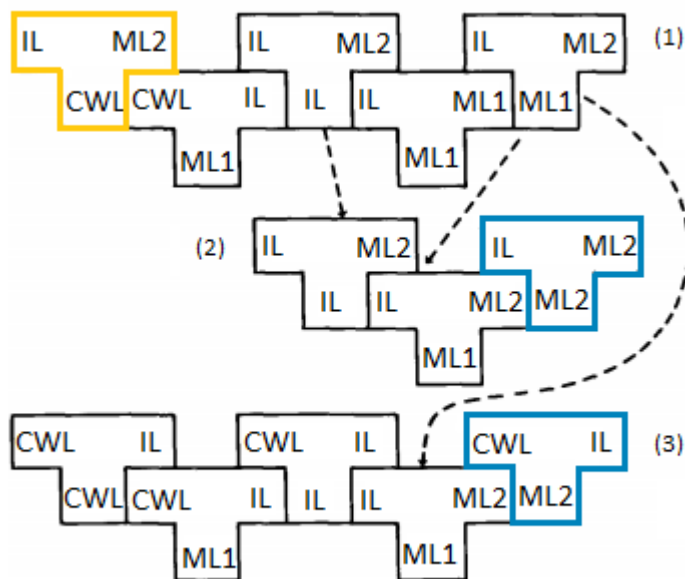 IL ML2 IL ML2 IL ML2 (1)
CWL CWL IL IL IL ML1 ML1
ML1 ML1
(2) IL ML2 IL ML2
IL IL ML2 ML2
ML1
CWL IL CWL IL CWL IL (3)
CWL CWL IL IL IL ML2 ML2
ML1 ML1